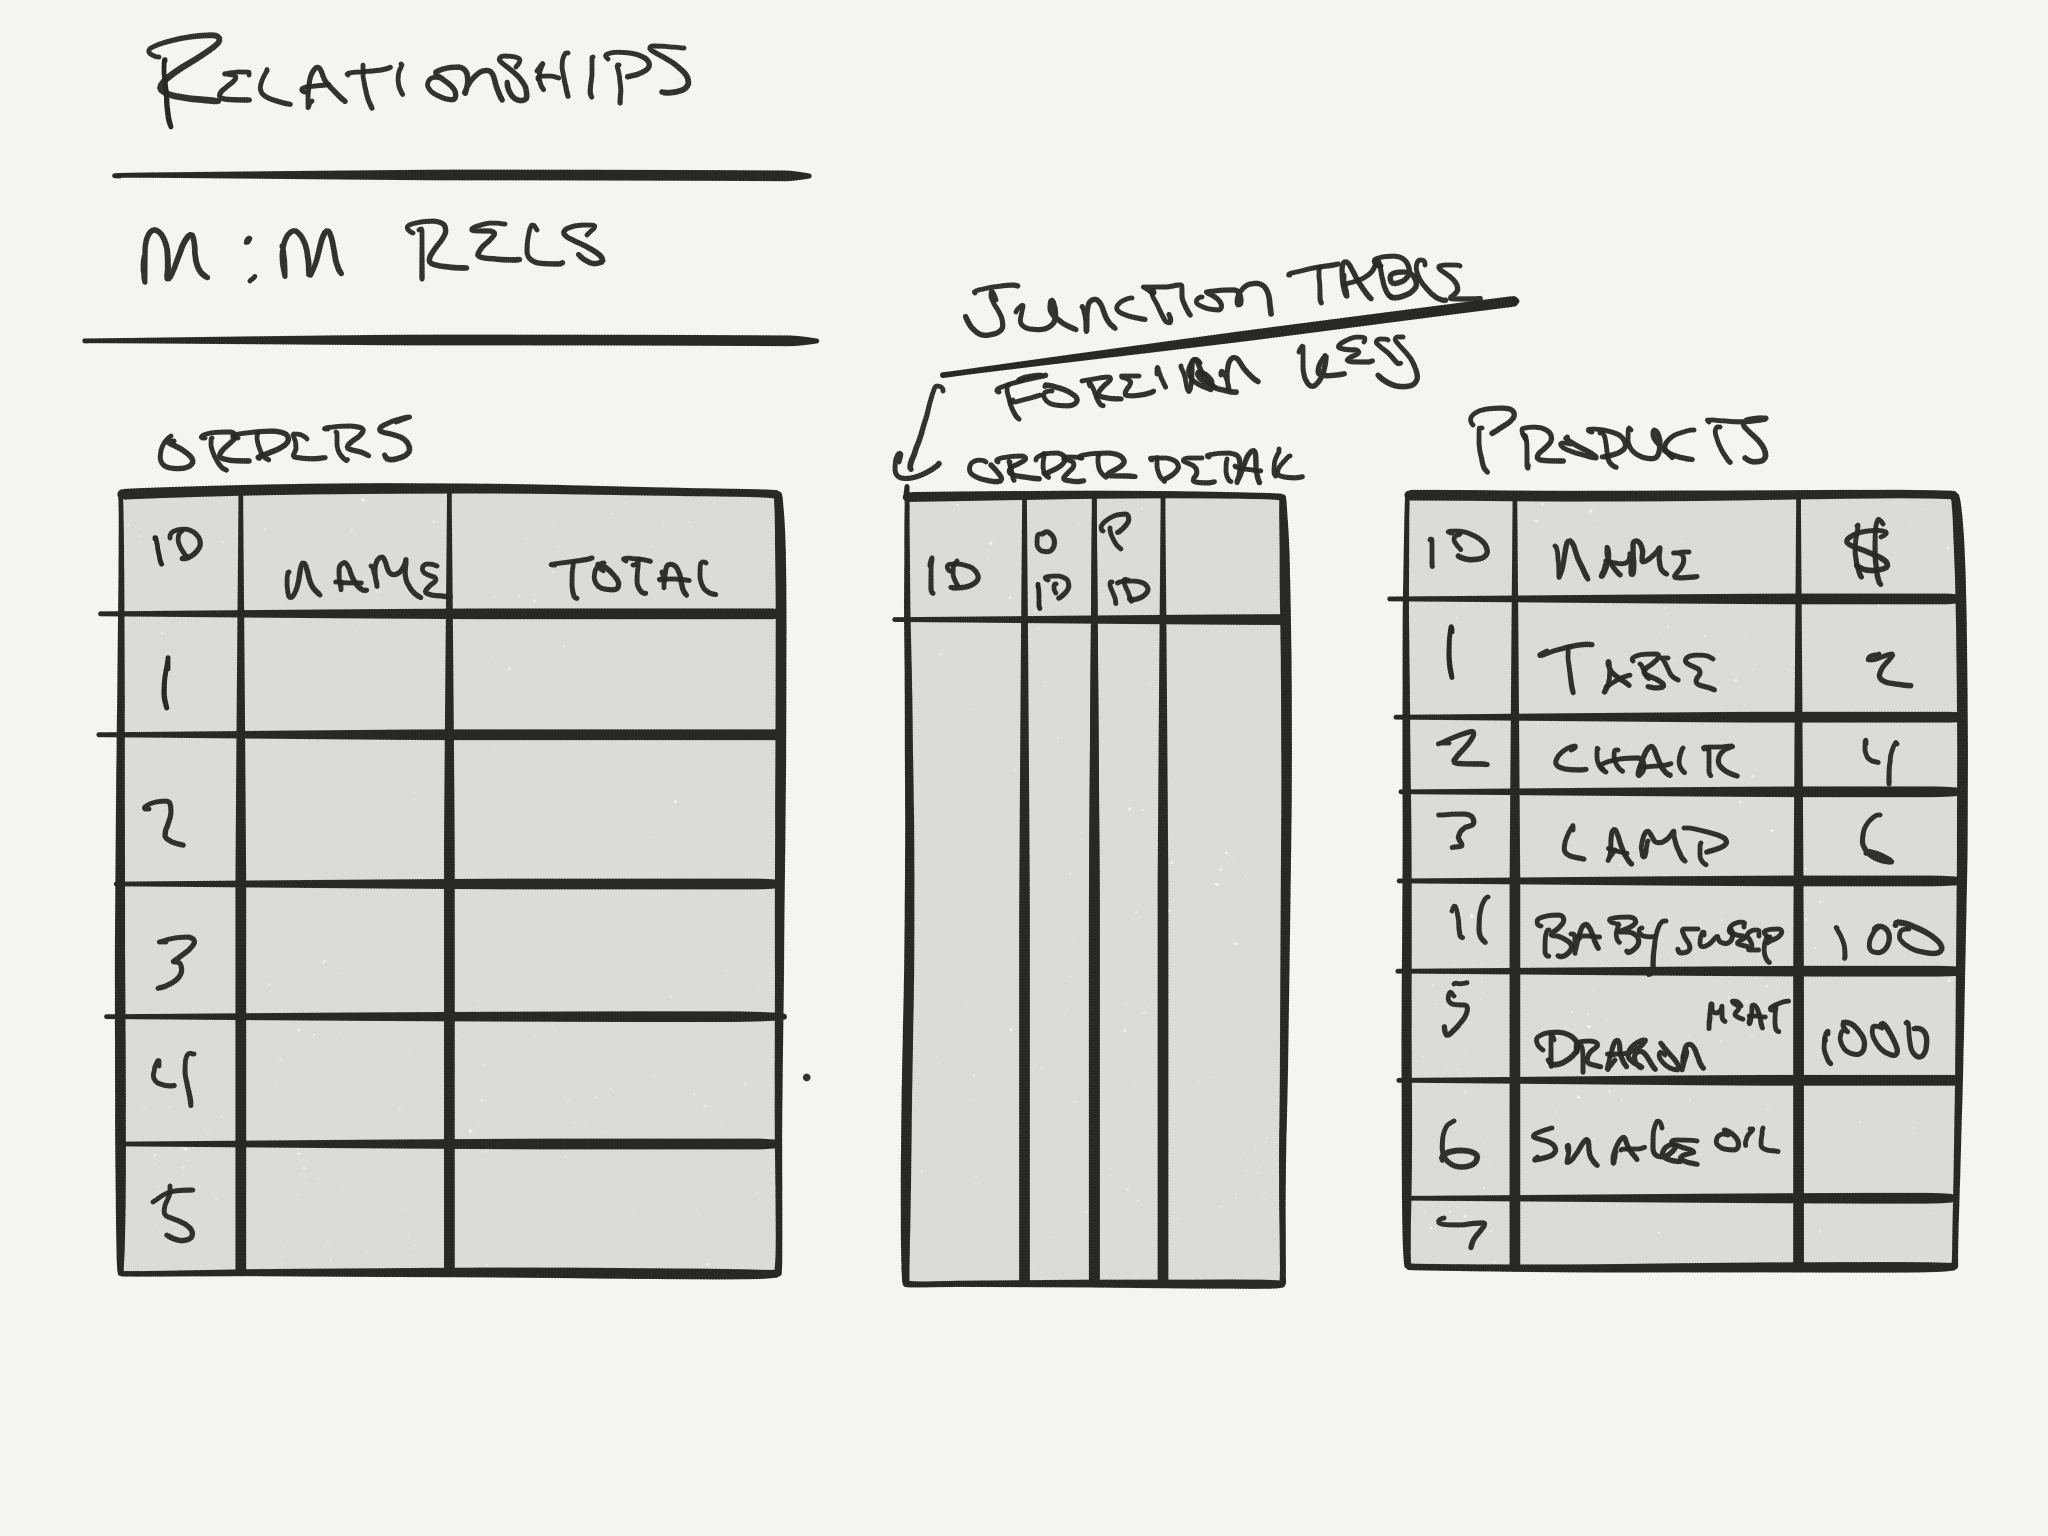 RELATIONSHIPS
M:M RELS
JUNCTION TABLE
FOREIGN KEY
ORDERS
ID NAME TOTAL
1
2
3
4
5
ORDER DETAIL
ID O ID P ID
PRODUCTS
ID NAME $
1 TABLE 2
2 CHAIR 4
3 LAMP 6
4 BABY 100
5 DRAGON MEAT 1000
6 SNAKE OIL
7